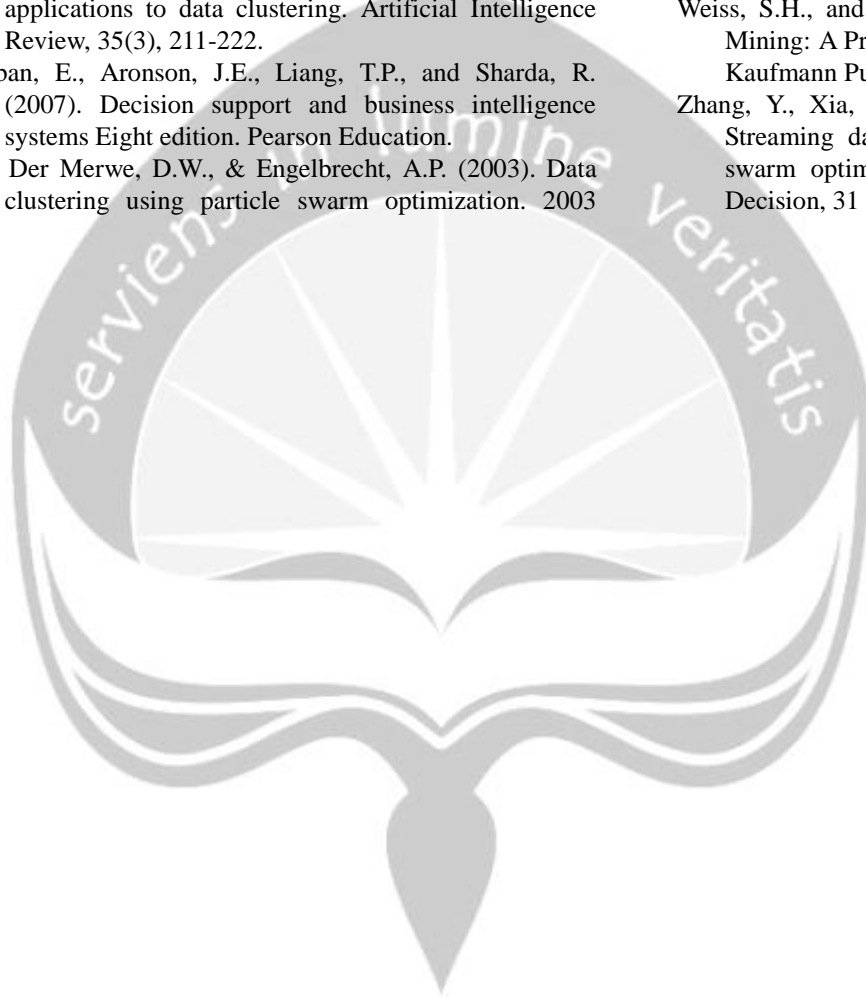 applications to data clustering. Artificial Intelligence
Review, 35(3), 211-222.
ban, E., Aronson, J.E., Liang, T.P., and Sharda, R.
(2007). Decision support and business intelligence
systems Eight edition. Pearson Education.
Der Merwe, D.W., & Engelbrecht, A.P. (2003). Data
clustering using particle swarm optimization. 2003
Weiss, S.H., and
Mining: A Pr
Kaufmann Pu
Zhang, Y., Xia,
Streaming da
swarm optim
Decision, 31
serviens in lumine veritatis